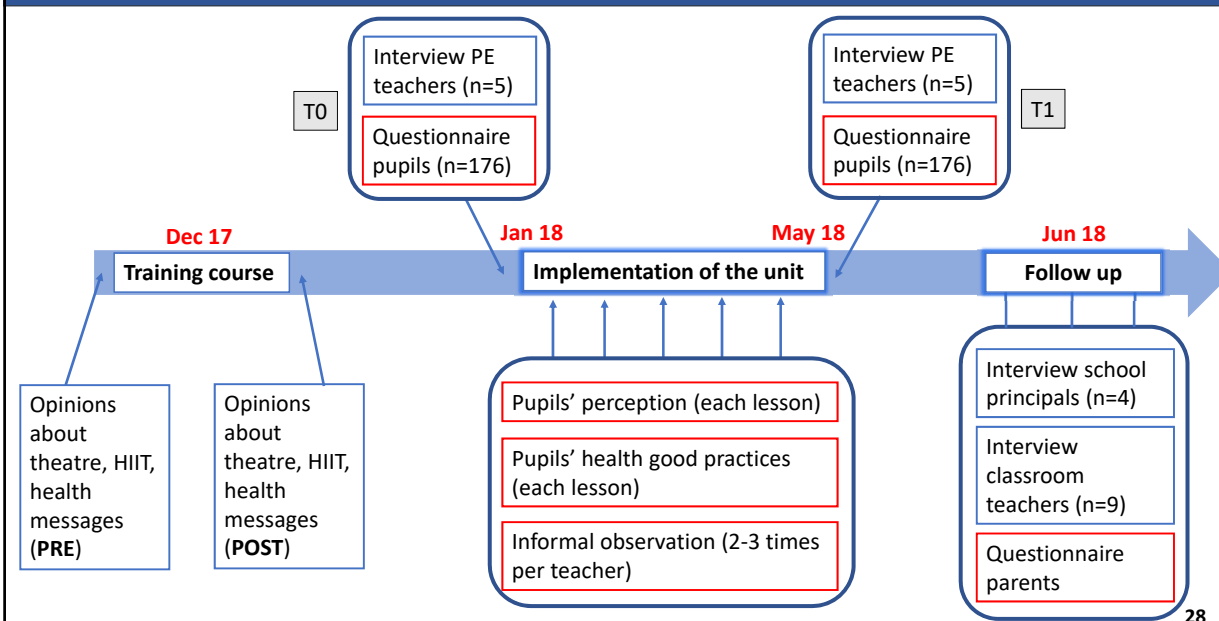 T0
Interview PE
teachers (n=5)
Questionnaire
pupils (n=176)
Interview PE
teachers (n=5)
Questionnaire
pupils (n=176)
T1
Dec 17
Jan 18
May 18
Jun 18
Training course
Implementation of the unit
Follow up
Opinions
about
theatre, HIIT,
health
messages
(PRE)
Opinions
about
theatre, HIIT,
health
messages
(POST)
Pupils’ perception (each lesson)
Pupils’ health good practices
(each lesson)
Informal observation (2-3 times
per teacher)
Interview school
principals (n=4)
Interview
classroom
teachers (n=9)
Questionnaire
parents
28